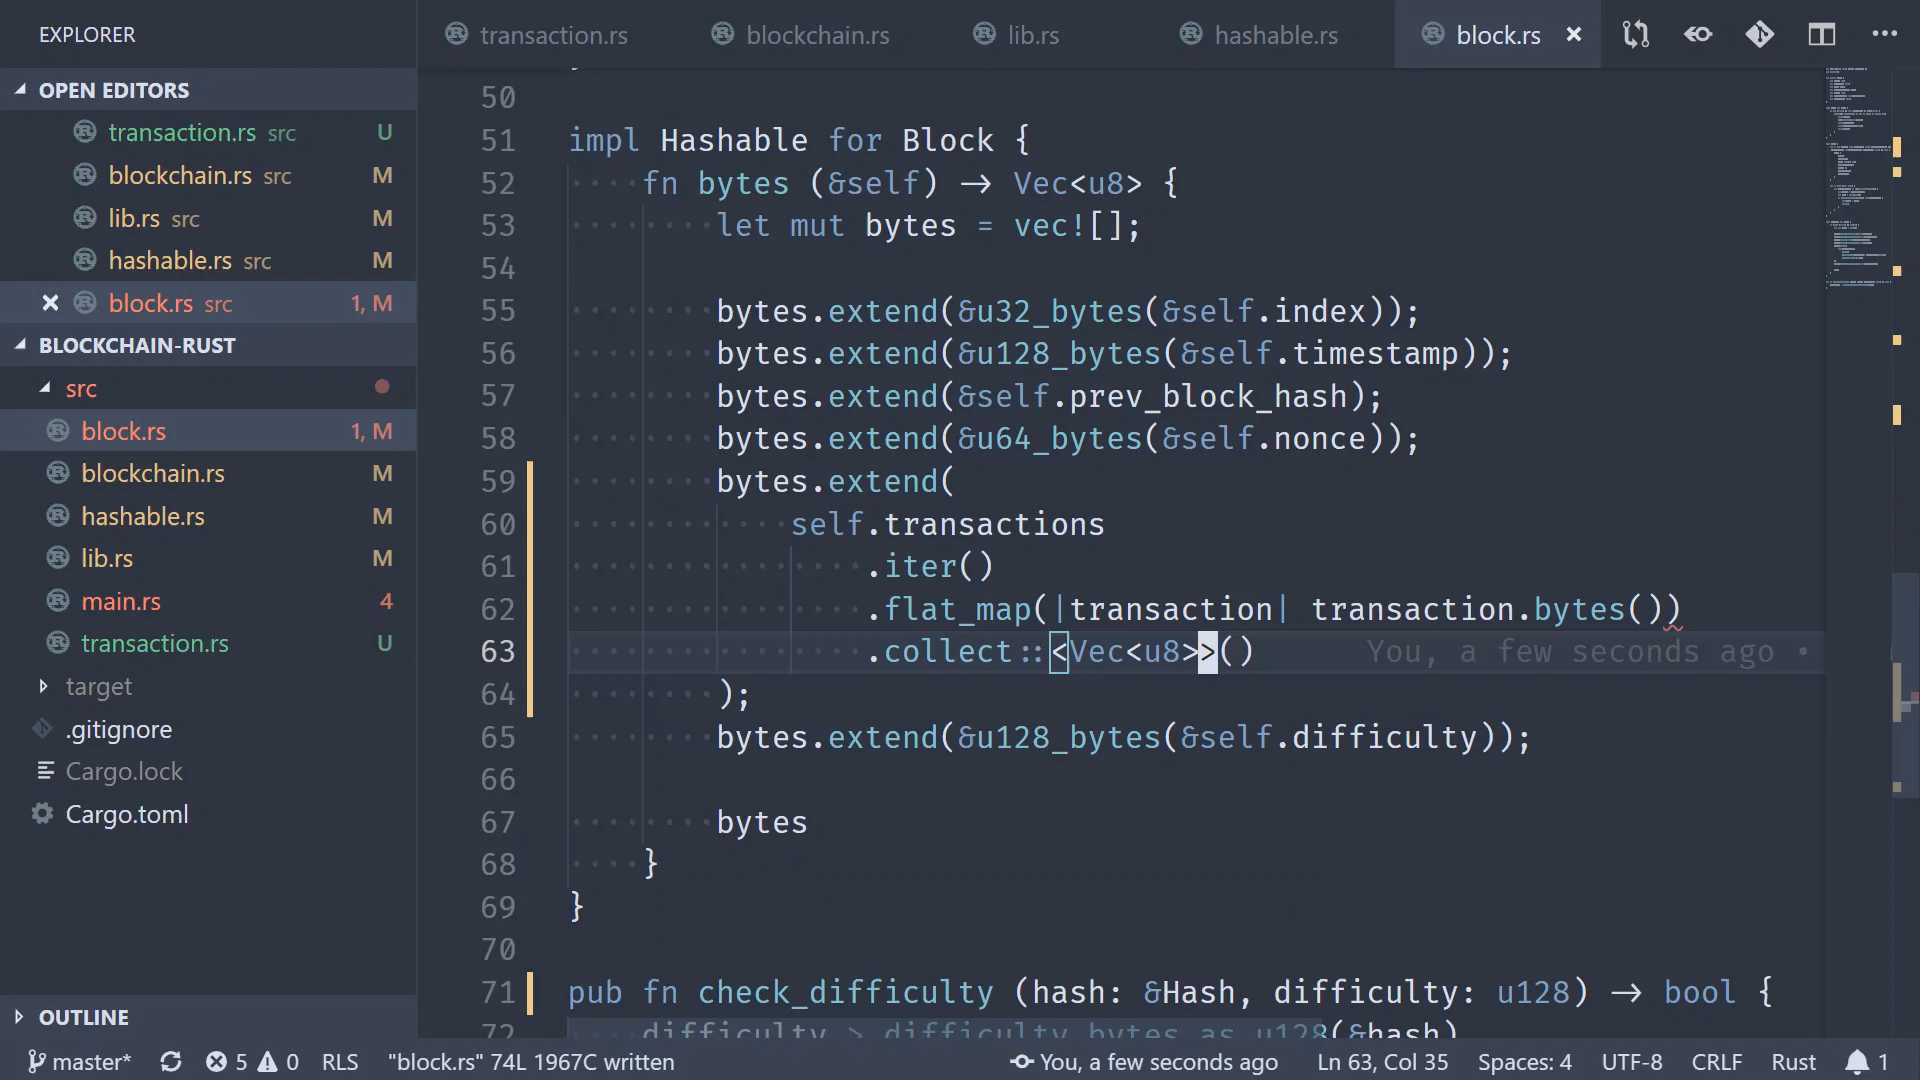 EXPLORER
OPEN EDITORS
transaction.rs src U
blockchain.rs src M
lib.rs src M
hashable.rs src M
block.rs src 1, M
BLOCKCHAIN-RUST
src
block.rs 1, M
blockchain.rs M
hashable.rs M
lib.rs M
main.rs 4
transaction.rs U
target
.gitignore
Cargo.lock
Cargo.toml
OUTLINE
transaction.rs blockchain.rs lib.rs hashable.rs block.rs
50
51 impl Hashable for Block {
52 fn bytes (&self) → Vec<u8> {
53 let mut bytes = vec![];
54
55 bytes.extend(&u32_bytes(&self.index));
56 bytes.extend(&u128_bytes(&self.timestamp));
57 bytes.extend(&self.prev_block_hash);
58 bytes.extend(&u64_bytes(&self.nonce));
59 bytes.extend(
60 self.transactions
61 .iter()
62 .flat_map(|transaction| transaction.bytes())
63 .collect::<Vec<u8>>() You, a few seconds ago •
64 );
65 bytes.extend(&u128_bytes(&self.difficulty));
66
67 bytes
68 }
69 }
70
71 pub fn check_difficulty (hash: &Hash, difficulty: u128) → bool {
72 difficulty > difficulty_bytes_as_u128(&hash)
master* 5 0 RLS "block.rs" 74L 1967C written You, a few seconds ago Ln 63, Col 35 Spaces: 4 UTF-8 CRLF Rust 1